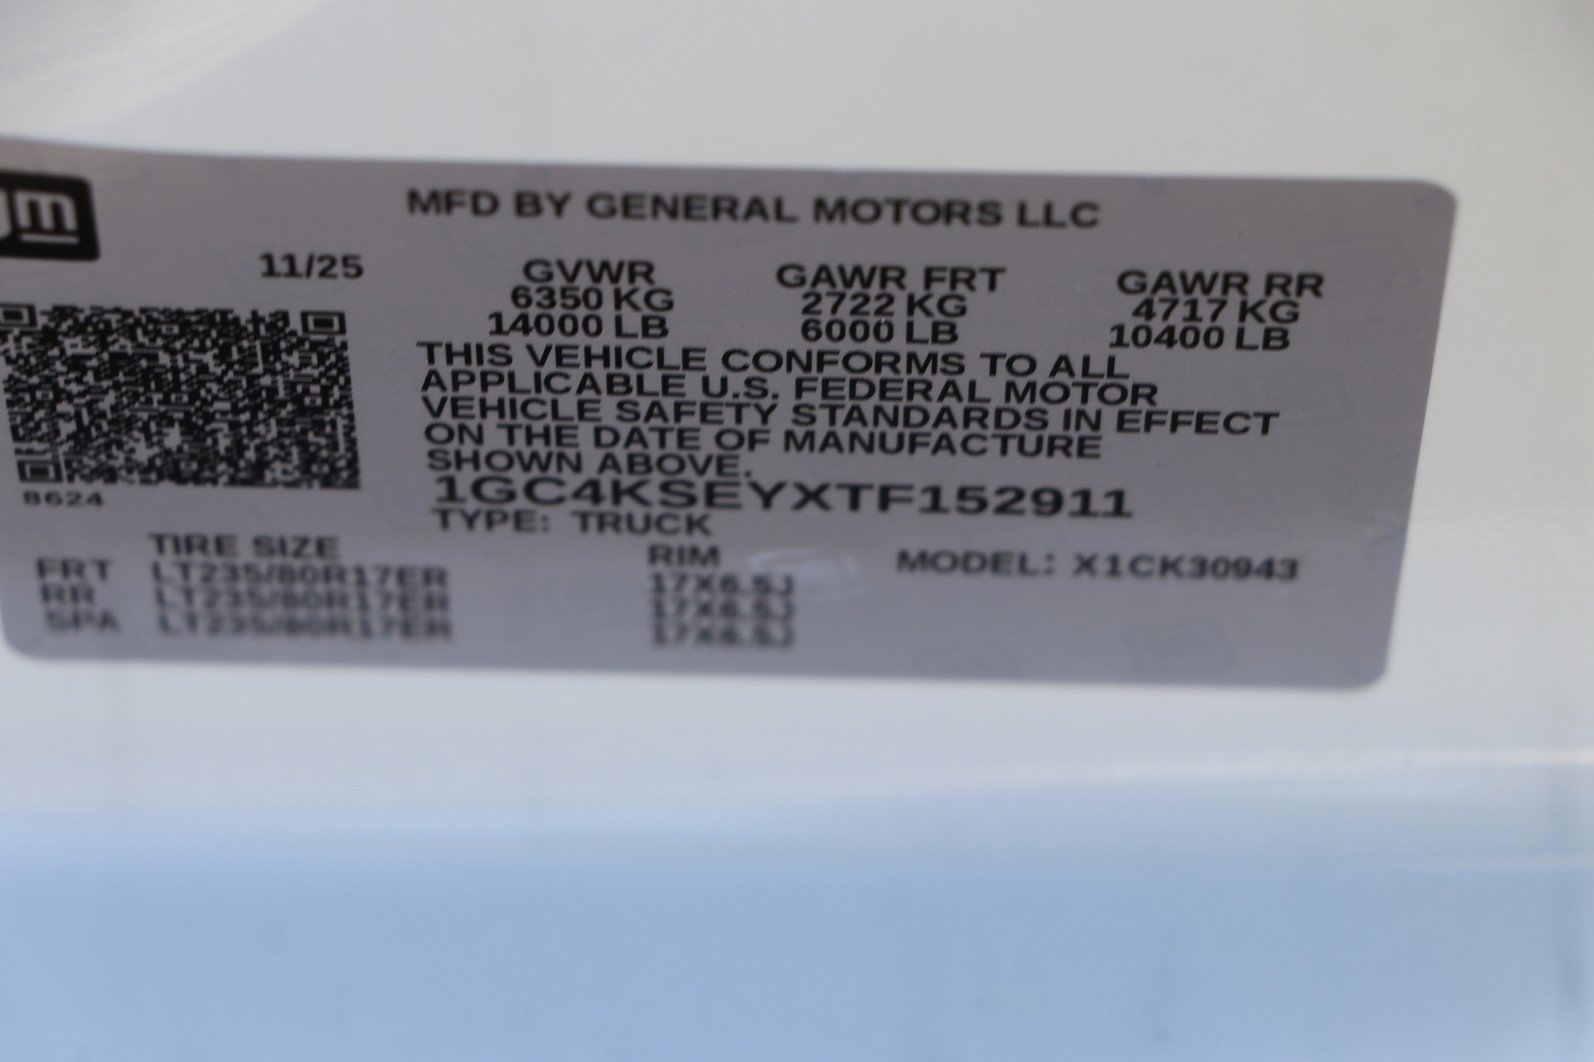 gm
MFD BY GENERAL MOTORS LLC
11/25 GVWR GAWR FRT GAWR RR
6350 KG 2722 KG 4717 KG
14000 LB 6000 LB 10400 LB
THIS VEHICLE CONFORMS TO ALL
APPLICABLE U.S. FEDERAL MOTOR
VEHICLE SAFETY STANDARDS IN EFFECT
ON THE DATE OF MANUFACTURE
SHOWN ABOVE.
8624 1GC4KSEYXTF152911
TYPE: TRUCK
TIRE SIZE RIM MODEL: X1CK30943
FRT LT235/80R17ER 17X6.5J
RR LT235/80R17ER 17X6.5J
SPA LT235/80R17ER 17X6.5J